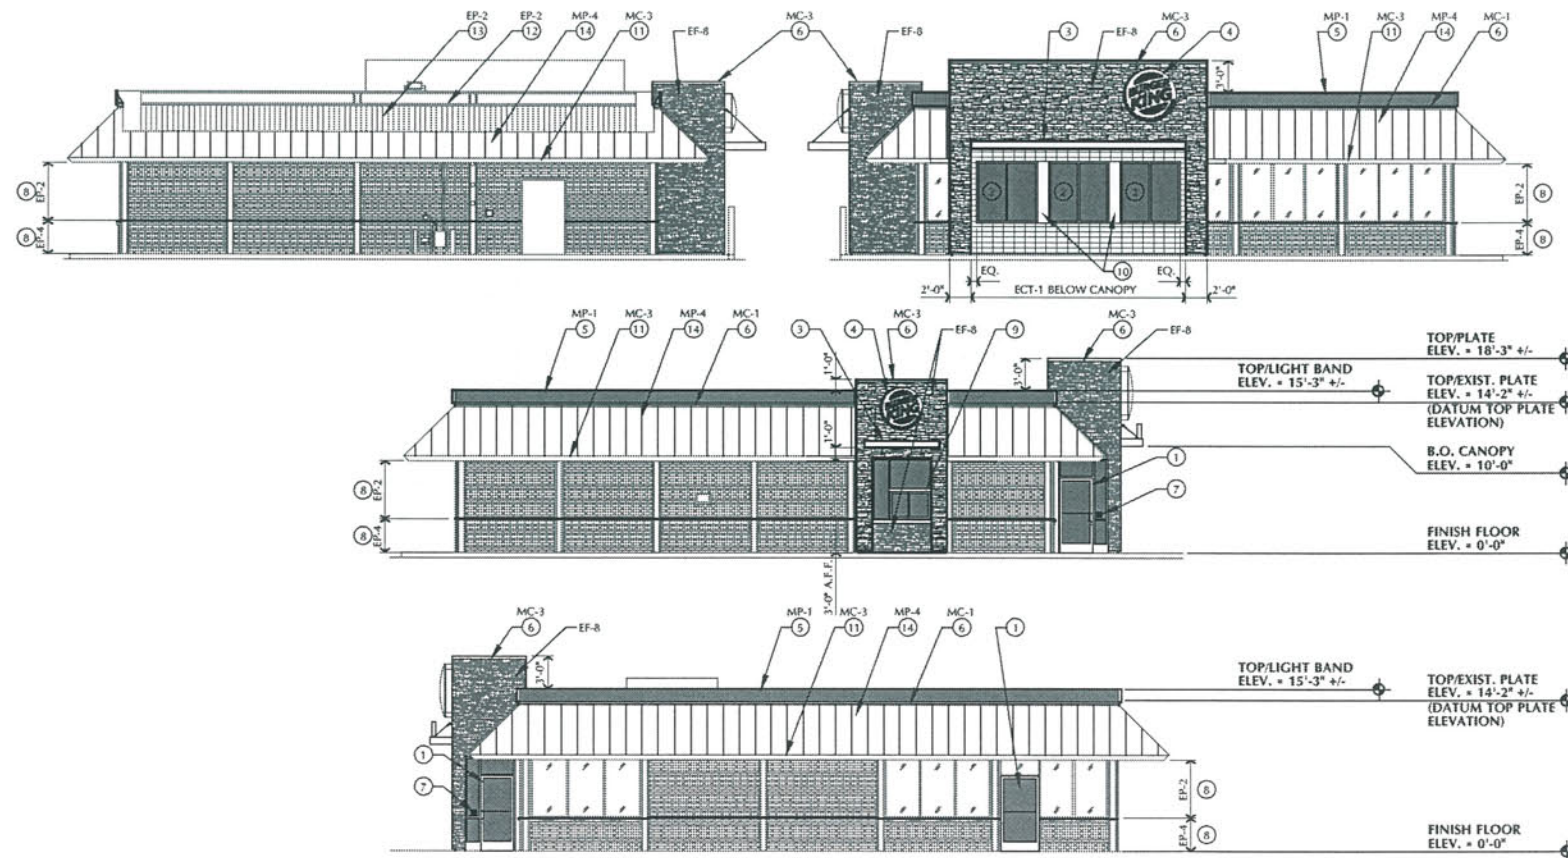 EP-2 EP-2 MP-4 MC-3 MC-3 MC-3 MP-1 MC-3 MP-4 MC-1
13 12 14 11 EF-8 6 EF-8 3 EF-8 6 4 5 11 14 6
3'-0"
BURGER KING
8 EP-2 2 2 2 EP-2 8
8 EP-4 EP-4 8
EQ. 10 EQ.
2'-0" ECT-1 BELOW CANOPY 2'-0"
MP-1 MC-3 MP-4 MC-1 MC-3 MC-3
5 11 14 6 3 4 6 EF-8 9 6 EF-8
TOP/PLATE
ELEV. = 18'-3" +/-
1'-0" 3'-0"
TOP/LIGHT BAND
ELEV. = 15'-3" +/-
TOP/EXIST. PLATE
ELEV. = 14'-2" +/-
(DATUM TOP PLATE
ELEVATION)
BURGER KING
1'-0"
B.O. CANOPY
ELEV. = 10'-0"
1
8 EP-2 7
8 EP-4
FINISH FLOOR
ELEV. = 0'-0"
3'-0" A.F.F.
MC-3 MP-1 MC-3 MP-4 MC-1
6 EF-8 5 11 14 6 1
3'-0"
TOP/LIGHT BAND
ELEV. = 15'-3" +/-
TOP/EXIST. PLATE
ELEV. = 14'-2" +/-
(DATUM TOP PLATE
ELEVATION)
1
7 EP-2 8
EP-4 8
FINISH FLOOR
ELEV. = 0'-0"